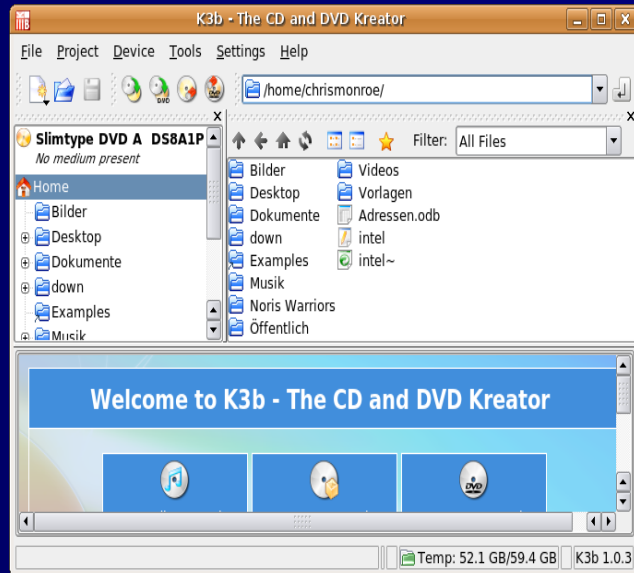 K3b - The CD and DVD Kreator
File Project Device Tools Settings Help
/home/chrismonroe/
Slimtype DVD A DS8A1P
No medium present
Home
Bilder
Desktop
Dokumente
down
Examples
Musik
Filter: All Files
Bilder
Desktop
Dokumente
down
Examples
Musik
Noris Warriors
Öffentlich
Videos
Vorlagen
Adressen.odb
intel
intel~
Welcome to K3b - The CD and DVD Kreator
DVD
Temp: 52.1 GB/59.4 GB K3b 1.0.3